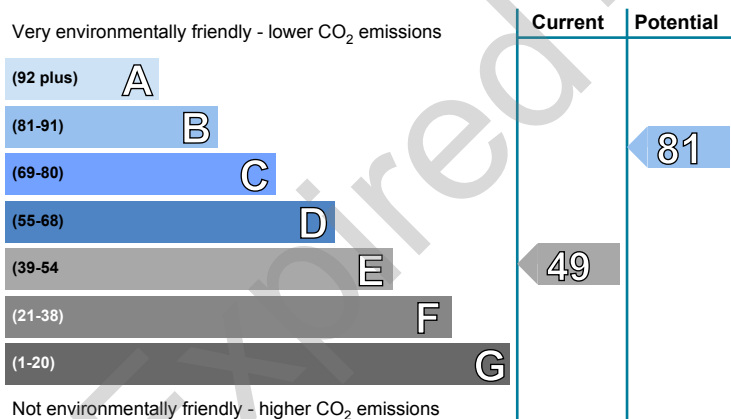 Current Potential
Very environmentally friendly - lower CO2 emissions
(92 plus) A
(81-91) B
81
(69-80) C
(55-68) D
(39-54 E
49
(21-38) F
(1-20) G
Not environmentally friendly - higher CO2 emissions
Expired